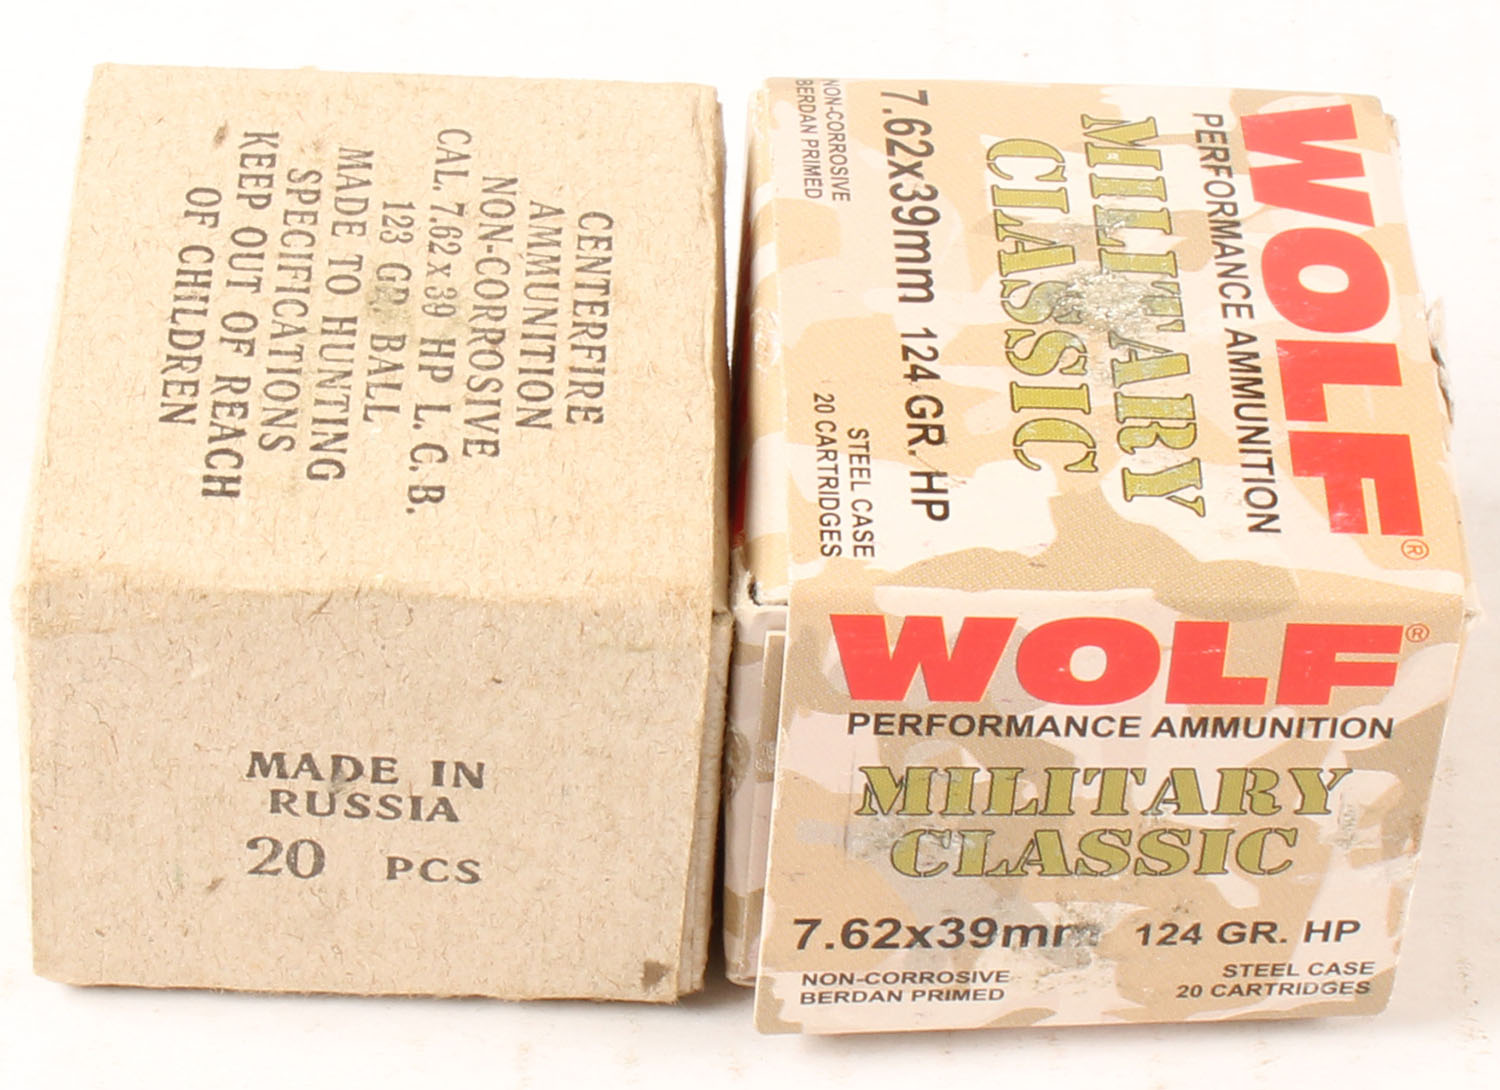 CENTERFIRE
AMMUNITION
NON-CORROSIVE
CAL. 7.62x39 HP L.C.B.
123 GR BALL
MADE TO HUNTING
SPECIFICATIONS
KEEP OUT OF REACH
OF CHILDREN
MADE IN
RUSSIA
20 PCS
WOLF®
PERFORMANCE AMMUNITION
MILITARY
CLASSIC
7.62x39mm 124 GR. HP
NON-CORROSIVE
BERDAN PRIMED
STEEL CASE
20 CARTRIDGES
WOLF®
PERFORMANCE AMMUNITION
MILITARY
CLASSIC
7.62x39mm 124 GR. HP
NON-CORROSIVE
BERDAN PRIMED
STEEL CASE
20 CARTRIDGES